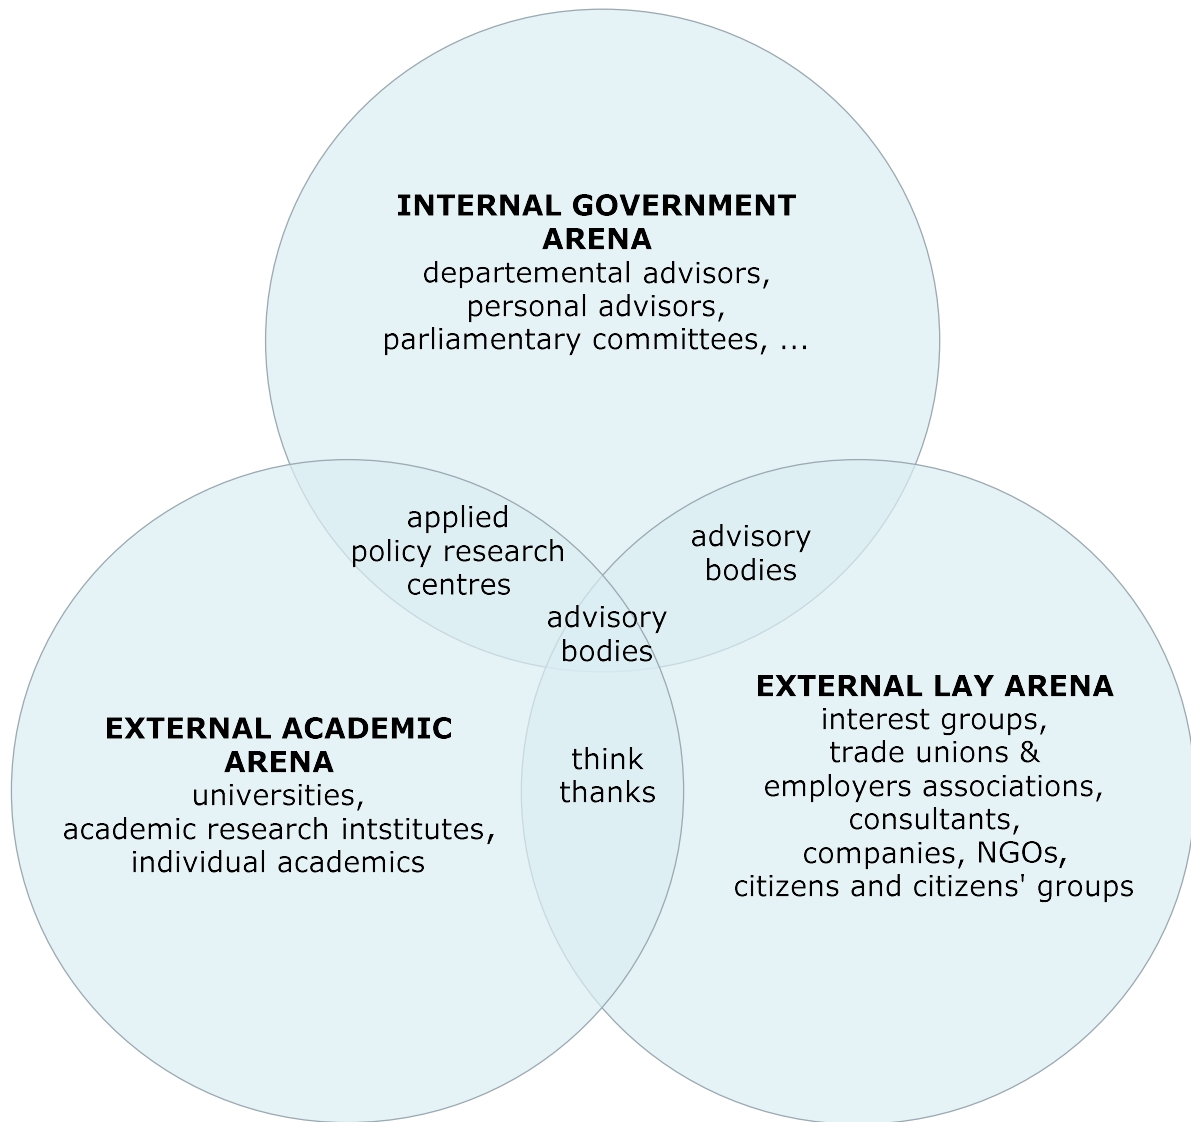 INTERNAL GOVERNMENT
ARENA
departemental advisors,
personal advisors,
parliamentary committees, ...
applied
policy research
centres
advisory
bodies
advisory
bodies
EXTERNAL ACADEMIC
ARENA
universities,
academic research intstitutes,
individual academics
think
thanks
EXTERNAL LAY ARENA
interest groups,
trade unions &
employers associations,
consultants,
companies, NGOs,
citizens and citizens' groups